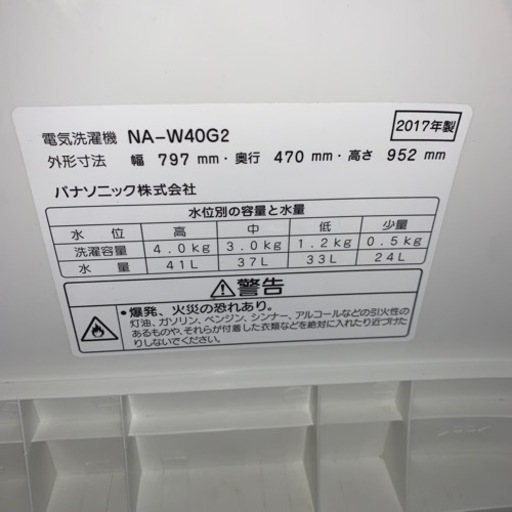 電気洗濯機 NA-W40G2 2017年製
外形寸法 幅 797 mm・奥行 470 mm・高さ 952 mm
パナソニック株式会社
水位別の容量と水量
水 位 高 中 低 少量
洗濯容量 4.0kg 3.0kg 1.2kg 0.5kg
水 量 41L 37L 33L 24L
警告
・爆発、火災の恐れあり。
灯油、ガソリン、ベンジン、シンナー、アルコールなどの引火性の
あるものや、それらが付着した衣類などを絶対に入れたり近づけた
りしないでください。